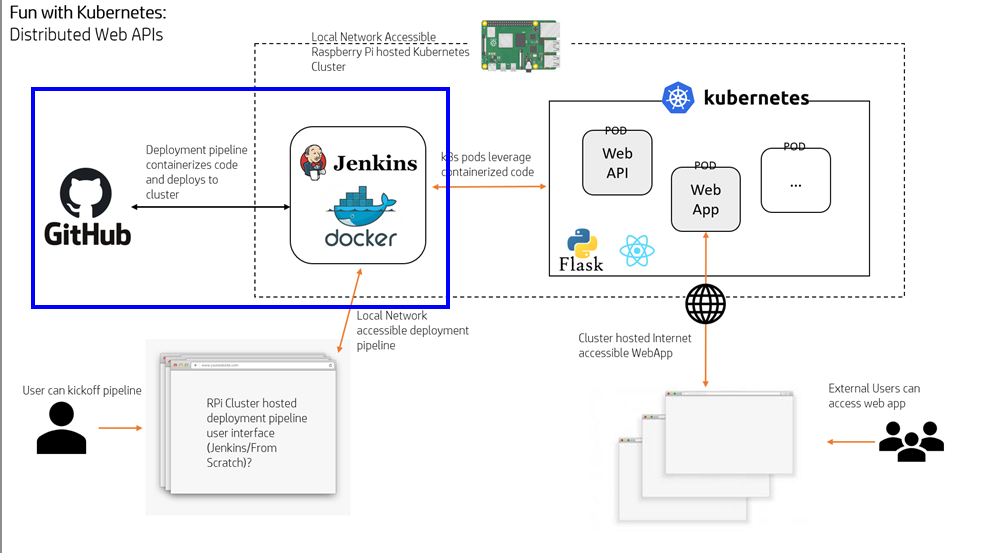 Fun with Kubernetes:
Distributed Web APIs
Local Network Accessible
Raspberry Pi hosted Kubernetes
Cluster
kubernetes
Deployment pipeline
containerizes code
and deploys to
cluster
GitHub
Jenkins
docker
k8s pods leverage
containerized code
POD
Web
API
POD
Web
App
POD
...
Flask
Local Network
accessible deployment
pipeline
Cluster hosted Internet
accessible WebApp
User can kickoff pipeline
RPi Cluster hosted
deployment pipeline
user interface
(Jenkins/From
Scratch)?
External Users can
access web app